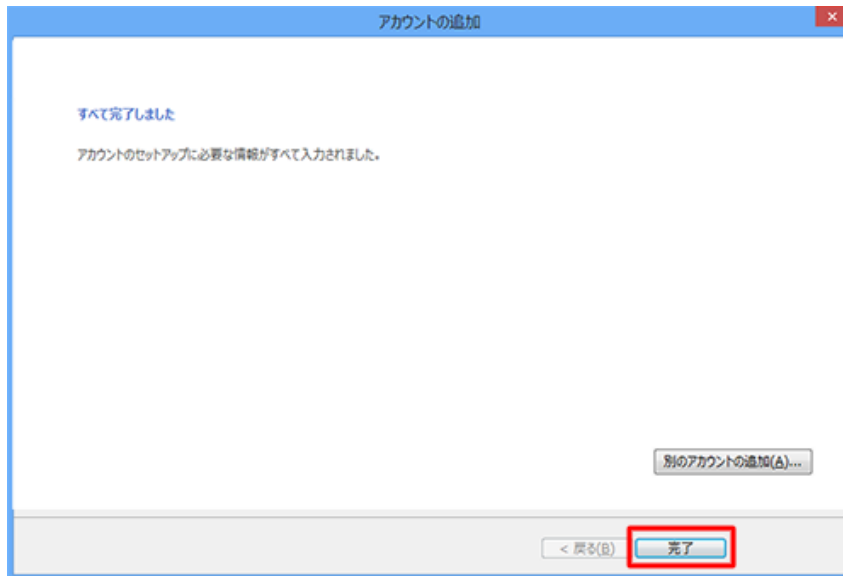 アカウントの追加
すべて完了しました
アカウントのセットアップに必要な情報がすべて入力されました。
別のアカウントの追加(A)...
< 戻る(B)
完了